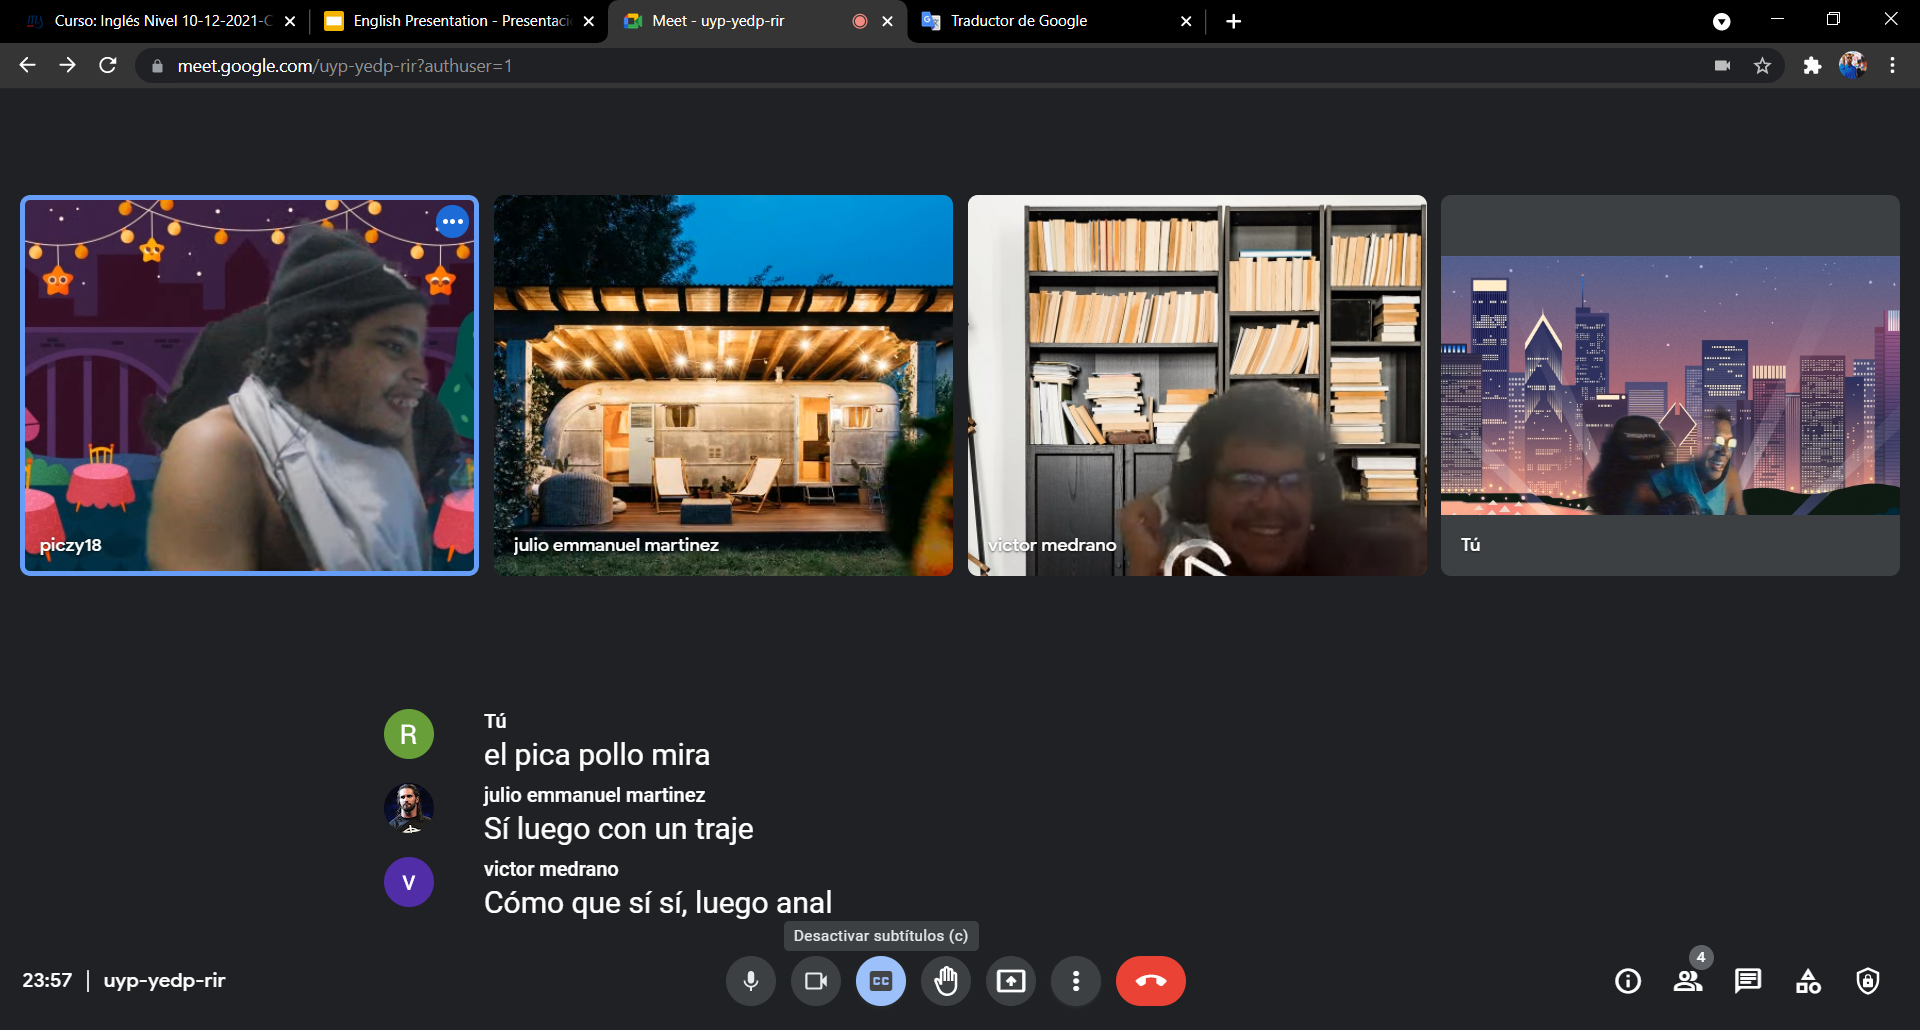 Curso: Inglés Nivel 10-12-2021-C
English Presentation - Presentaci
Meet - uyp-yedp-rir
Traductor de Google
meet.google.com/uyp-yedp-rir?authuser=1
piczy18
julio emmanuel martinez
victor medrano
Tú
R
Tú
el pica pollo mira
julio emmanuel martinez
Sí luego con un traje
V
victor medrano
Cómo que sí sí, luego anal
Desactivar subtítulos (c)
23:57 | uyp-yedp-rir
CC
4